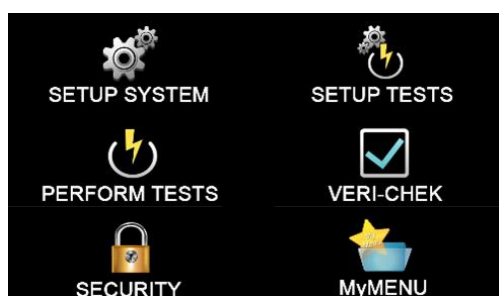 SETUP SYSTEM
SETUP TESTS
PERFORM TESTS
VERI-CHEK
SECURITY
MyMENU